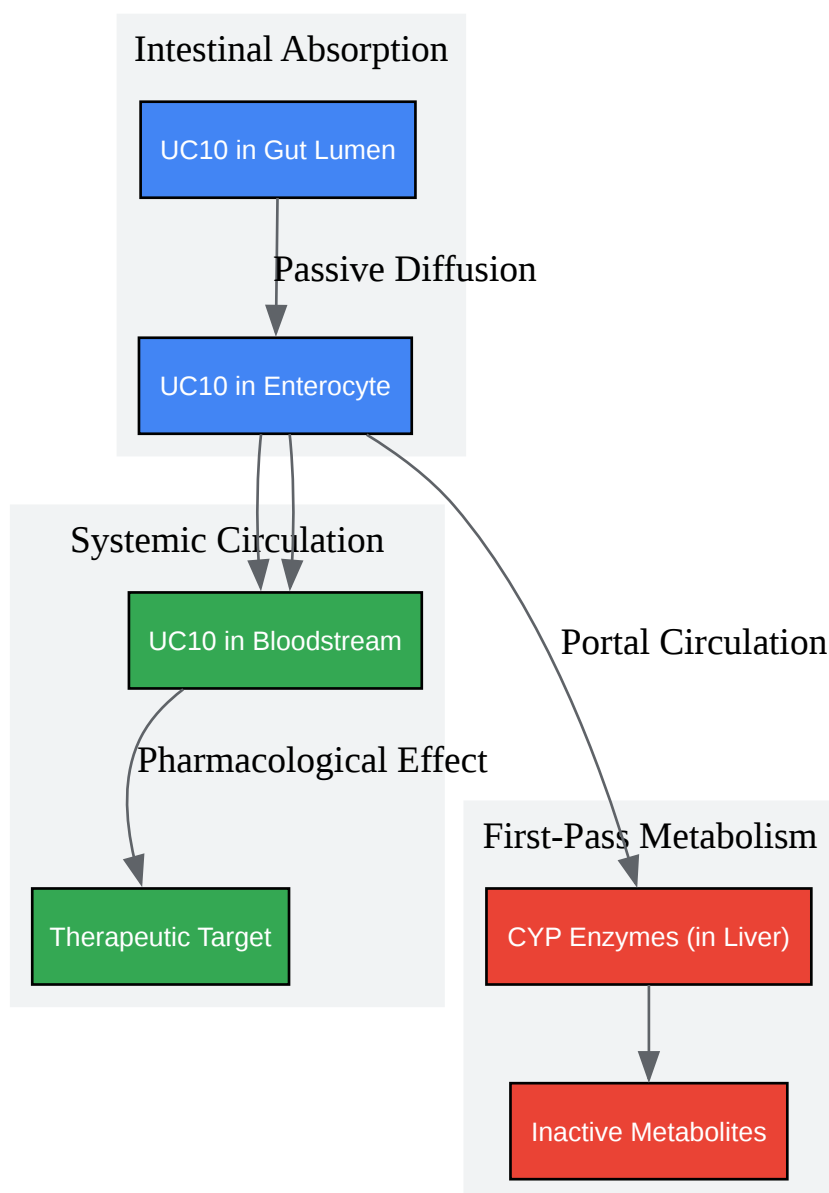 Intestinal Absorption
UC10 in Gut Lumen
Passive Diffusion
UC10 in Enterocyte
Systemic Circulation
UC10 in Bloodstream
Portal Circulation
Pharmacological Effect
First-Pass Metabolism
Therapeutic Target
CYP Enzymes (in Liver)
Inactive Metabolites